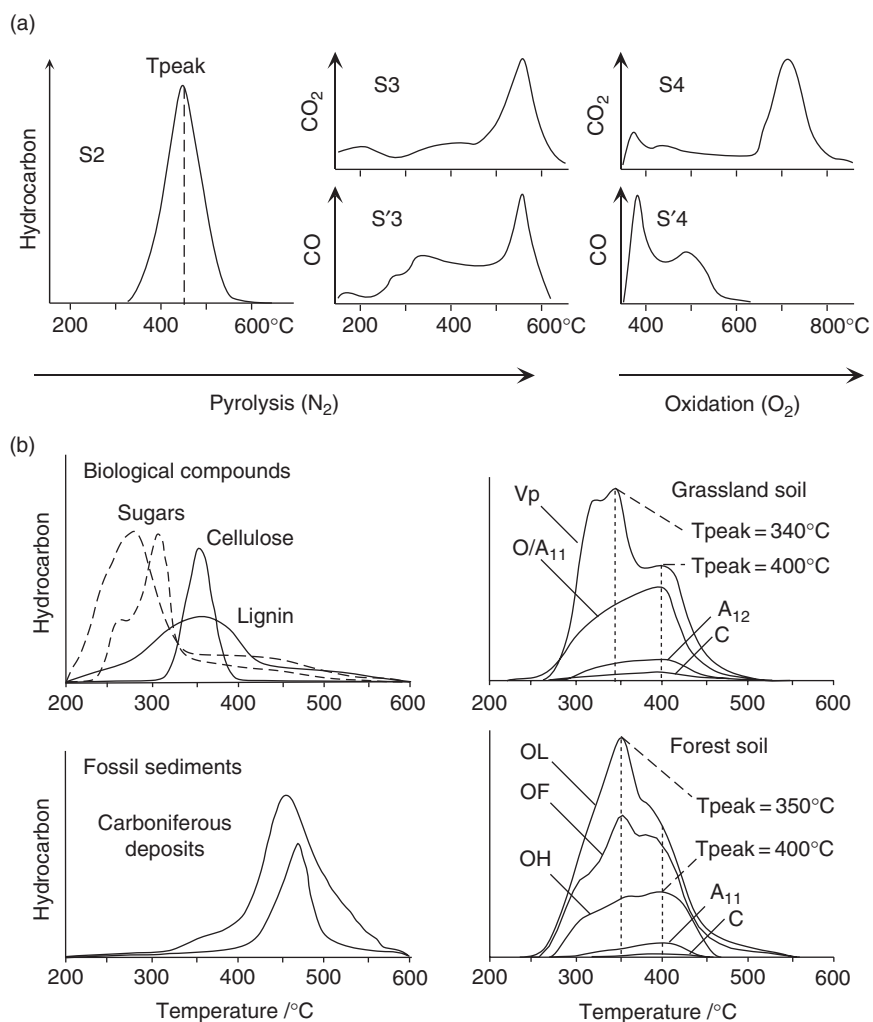 (a)
Tpeak
S2
Hydrocarbon
200 400 600°C
S3
CO₂
S′3
CO
200 400 600°C
S4
CO₂
S′4
CO
400 600 800°C
Pyrolysis (N₂)
Oxidation (O₂)
(b)
Biological compounds
Sugars
Cellulose
Lignin
Hydrocarbon
200 300 400 500 600
Vp
Grassland soil
Tpeak = 340°C
O/A₁₁
Tpeak = 400°C
A₁₂
C
200 300 400 500 600
Fossil sediments
Carboniferous
deposits
Hydrocarbon
200 300 400 500 600
Temperature /°C
OL
Forest soil
OF
Tpeak = 350°C
OH
Tpeak = 400°C
A₁₁
C
200 300 400 500 600
Temperature /°C